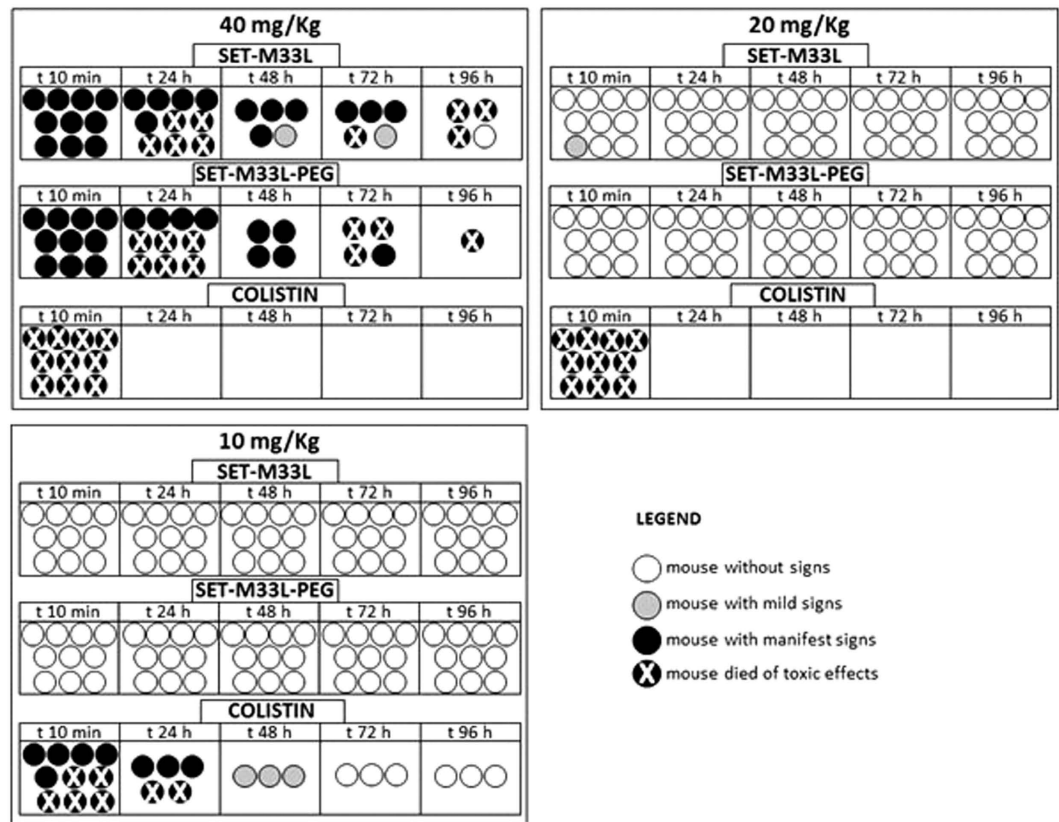 40 mg/Kg
SET-M33L
t 10 min t 24 h t 48 h t 72 h t 96 h
X X
X X
X X X X X
X
SET-M33L-PEG
t 10 min t 24 h t 48 h t 72 h t 96 h
X X X X X
X X X X X
COLISTIN
t 10 min t 24 h t 48 h t 72 h t 96 h
X X X X
X X X
X X X
20 mg/Kg
SET-M33L
t 10 min t 24 h t 48 h t 72 h t 96 h
SET-M33L-PEG
t 10 min t 24 h t 48 h t 72 h t 96 h
COLISTIN
t 10 min t 24 h t 48 h t 72 h t 96 h
X X X X
X X X
X X X
10 mg/Kg
SET-M33L
t 10 min t 24 h t 48 h t 72 h t 96 h
SET-M33L-PEG
t 10 min t 24 h t 48 h t 72 h t 96 h
COLISTIN
t 10 min t 24 h t 48 h t 72 h t 96 h
X X
X X X X X
LEGEND
mouse without signs
mouse with mild signs
mouse with manifest signs
X mouse died of toxic effects